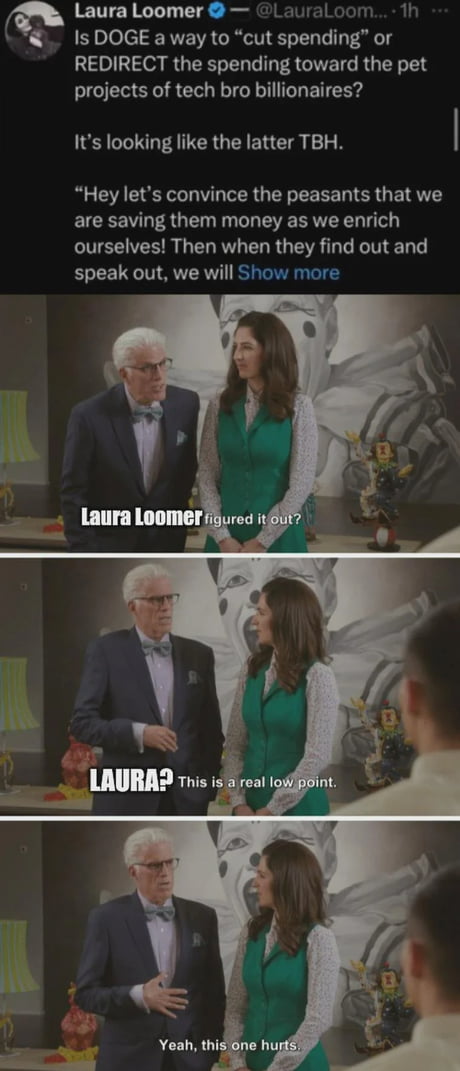 Laura Loomer — @LauraLoom... · 1h ...
Is DOGE a way to “cut spending” or
REDIRECT the spending toward the pet
projects of tech bro billionaires?
It’s looking like the latter TBH.
“Hey let’s convince the peasants that we
are saving them money as we enrich
ourselves! Then when they find out and
speak out, we will Show more
Laura Loomer figured it out?
LAURA? This is a real low point.
Yeah, this one hurts.